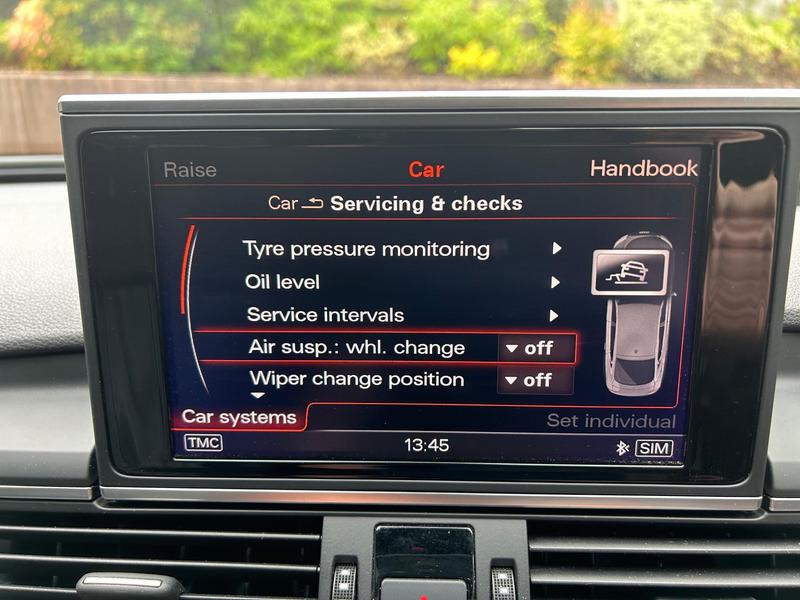 Raise Car Handbook
Car Servicing & checks
Tyre pressure monitoring
Oil level
Service intervals
Air susp.: whl. change off
Wiper change position off
Car systems Set individual
TMC 13:45 SIM